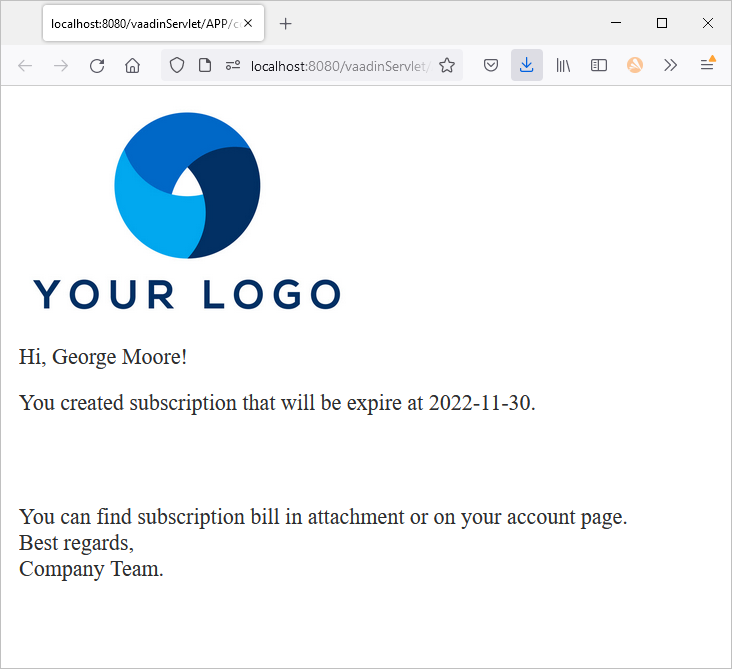 localhost:8080/vaadinServlet/APP/c
localhost:8080/vaadinServlet/
YOUR LOGO
Hi, George Moore!
You created subscription that will be expire at 2022-11-30.
You can find subscription bill in attachment or on your account page.
Best regards,
Company Team.